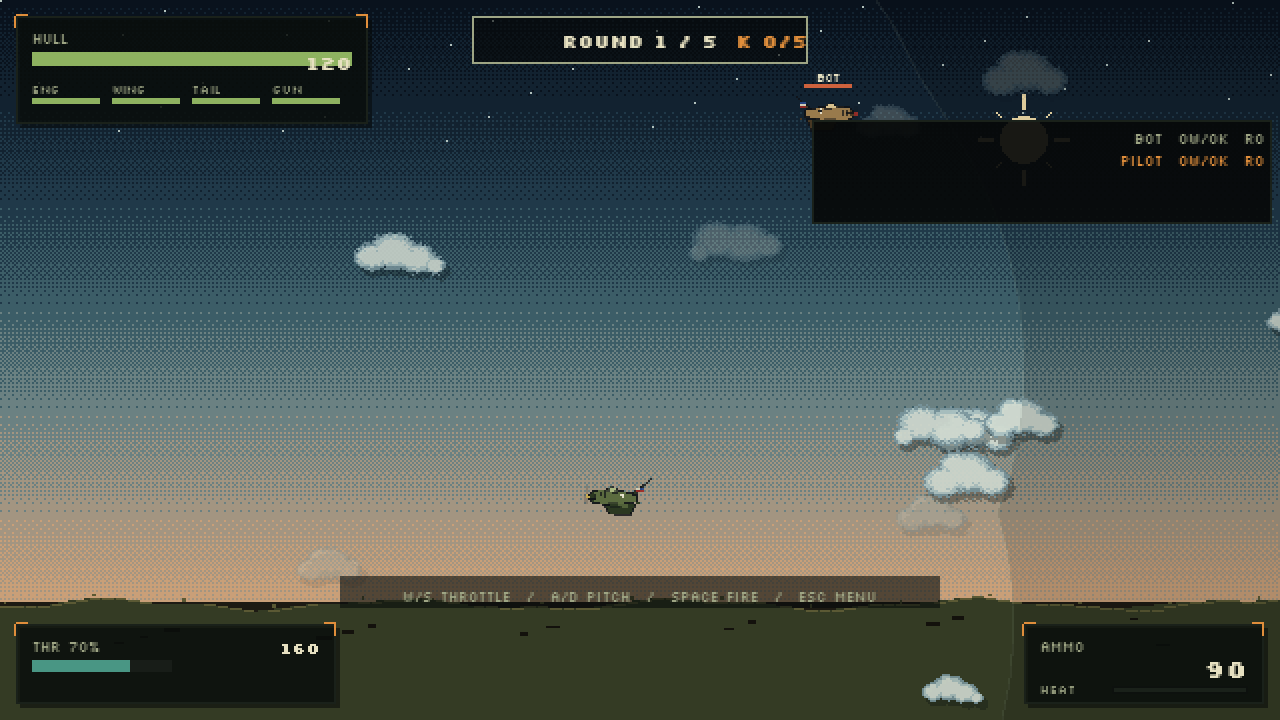 HULL
120
ENG WING TAIL GUN
ROUND 1 / 5 K 0/5
BOT
BOT 0W/0K R0
PILOT 0W/0K R0
W/S THROTTLE / A/D PITCH / SPACE FIRE / ESC MENU
THR 70% 160
AMMO
90
HEAT